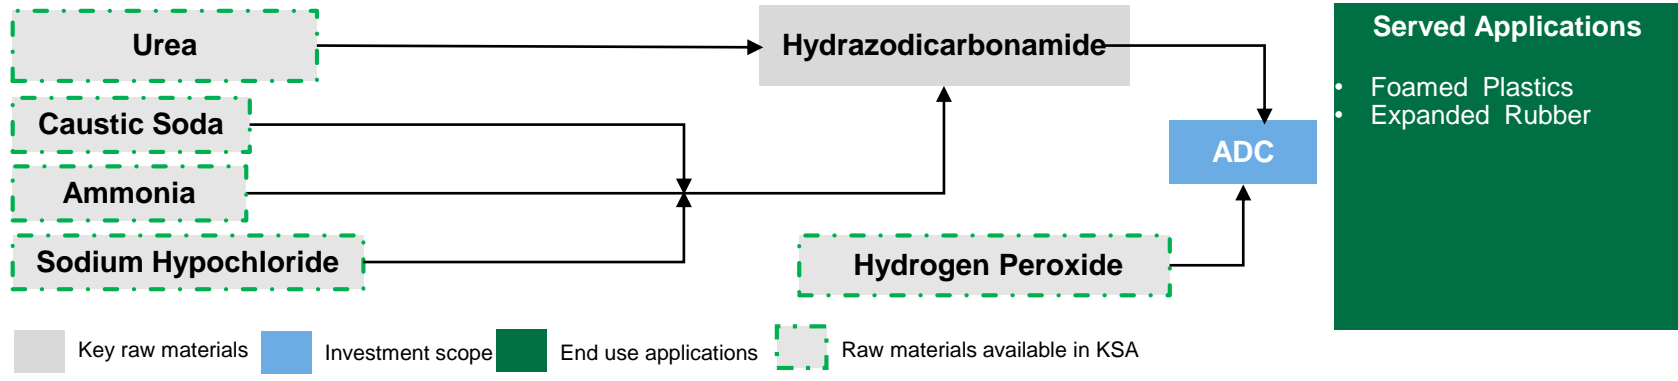 Urea
Hydrazodicarbonamide
Served Applications
• Foamed Plastics
• Expanded Rubber
Caustic Soda
ADC
Ammonia
Sodium Hypochloride
Hydrogen Peroxide
Key raw materials
Investment scope
End use applications
Raw materials available in KSA